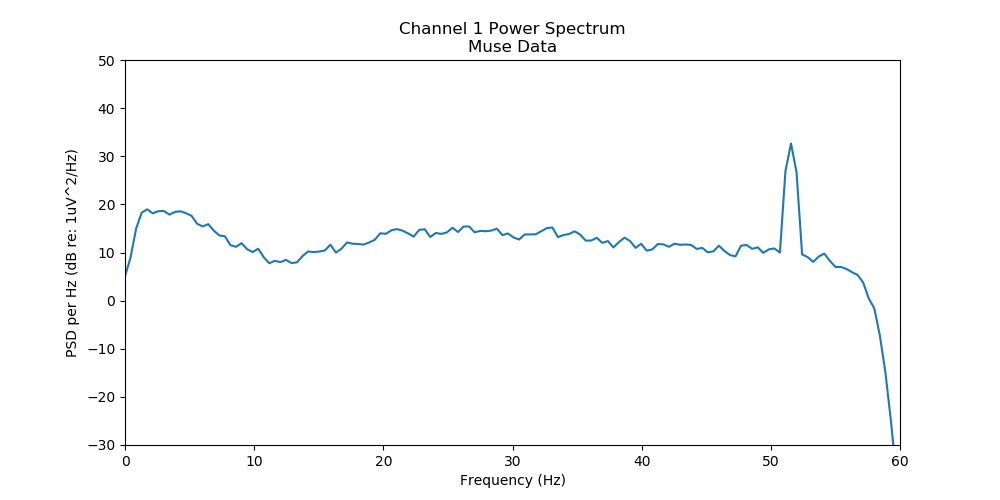 Channel 1 Power Spectrum
Muse Data
50
40
30
20
10
0
−10
−20
−30
PSD per Hz (dB re: 1uV^2/Hz)
0 10 20 30 40 50 60
Frequency (Hz)